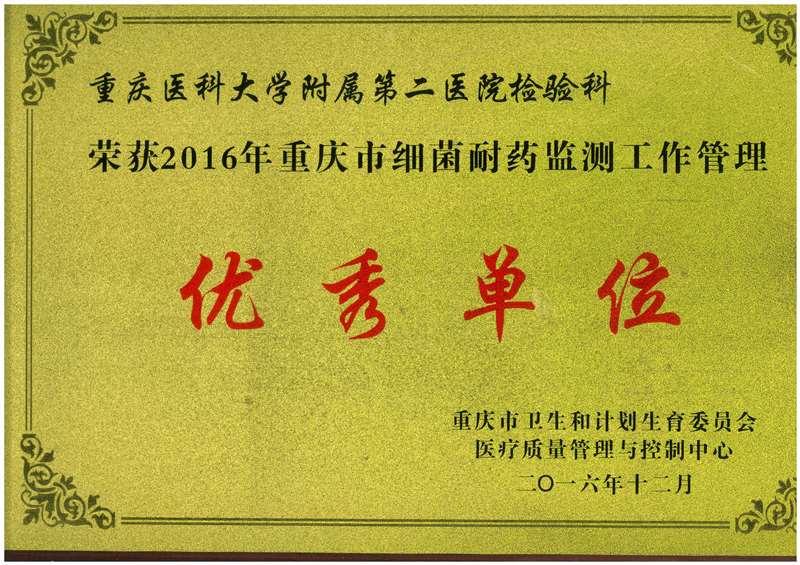 重庆医科大学附属第二医院检验科
荣获2016年重庆市细菌耐药监测工作管理
优秀单位
重庆市卫生和计划生育委员会
医疗质量管理与控制中心
二〇一六年十二月